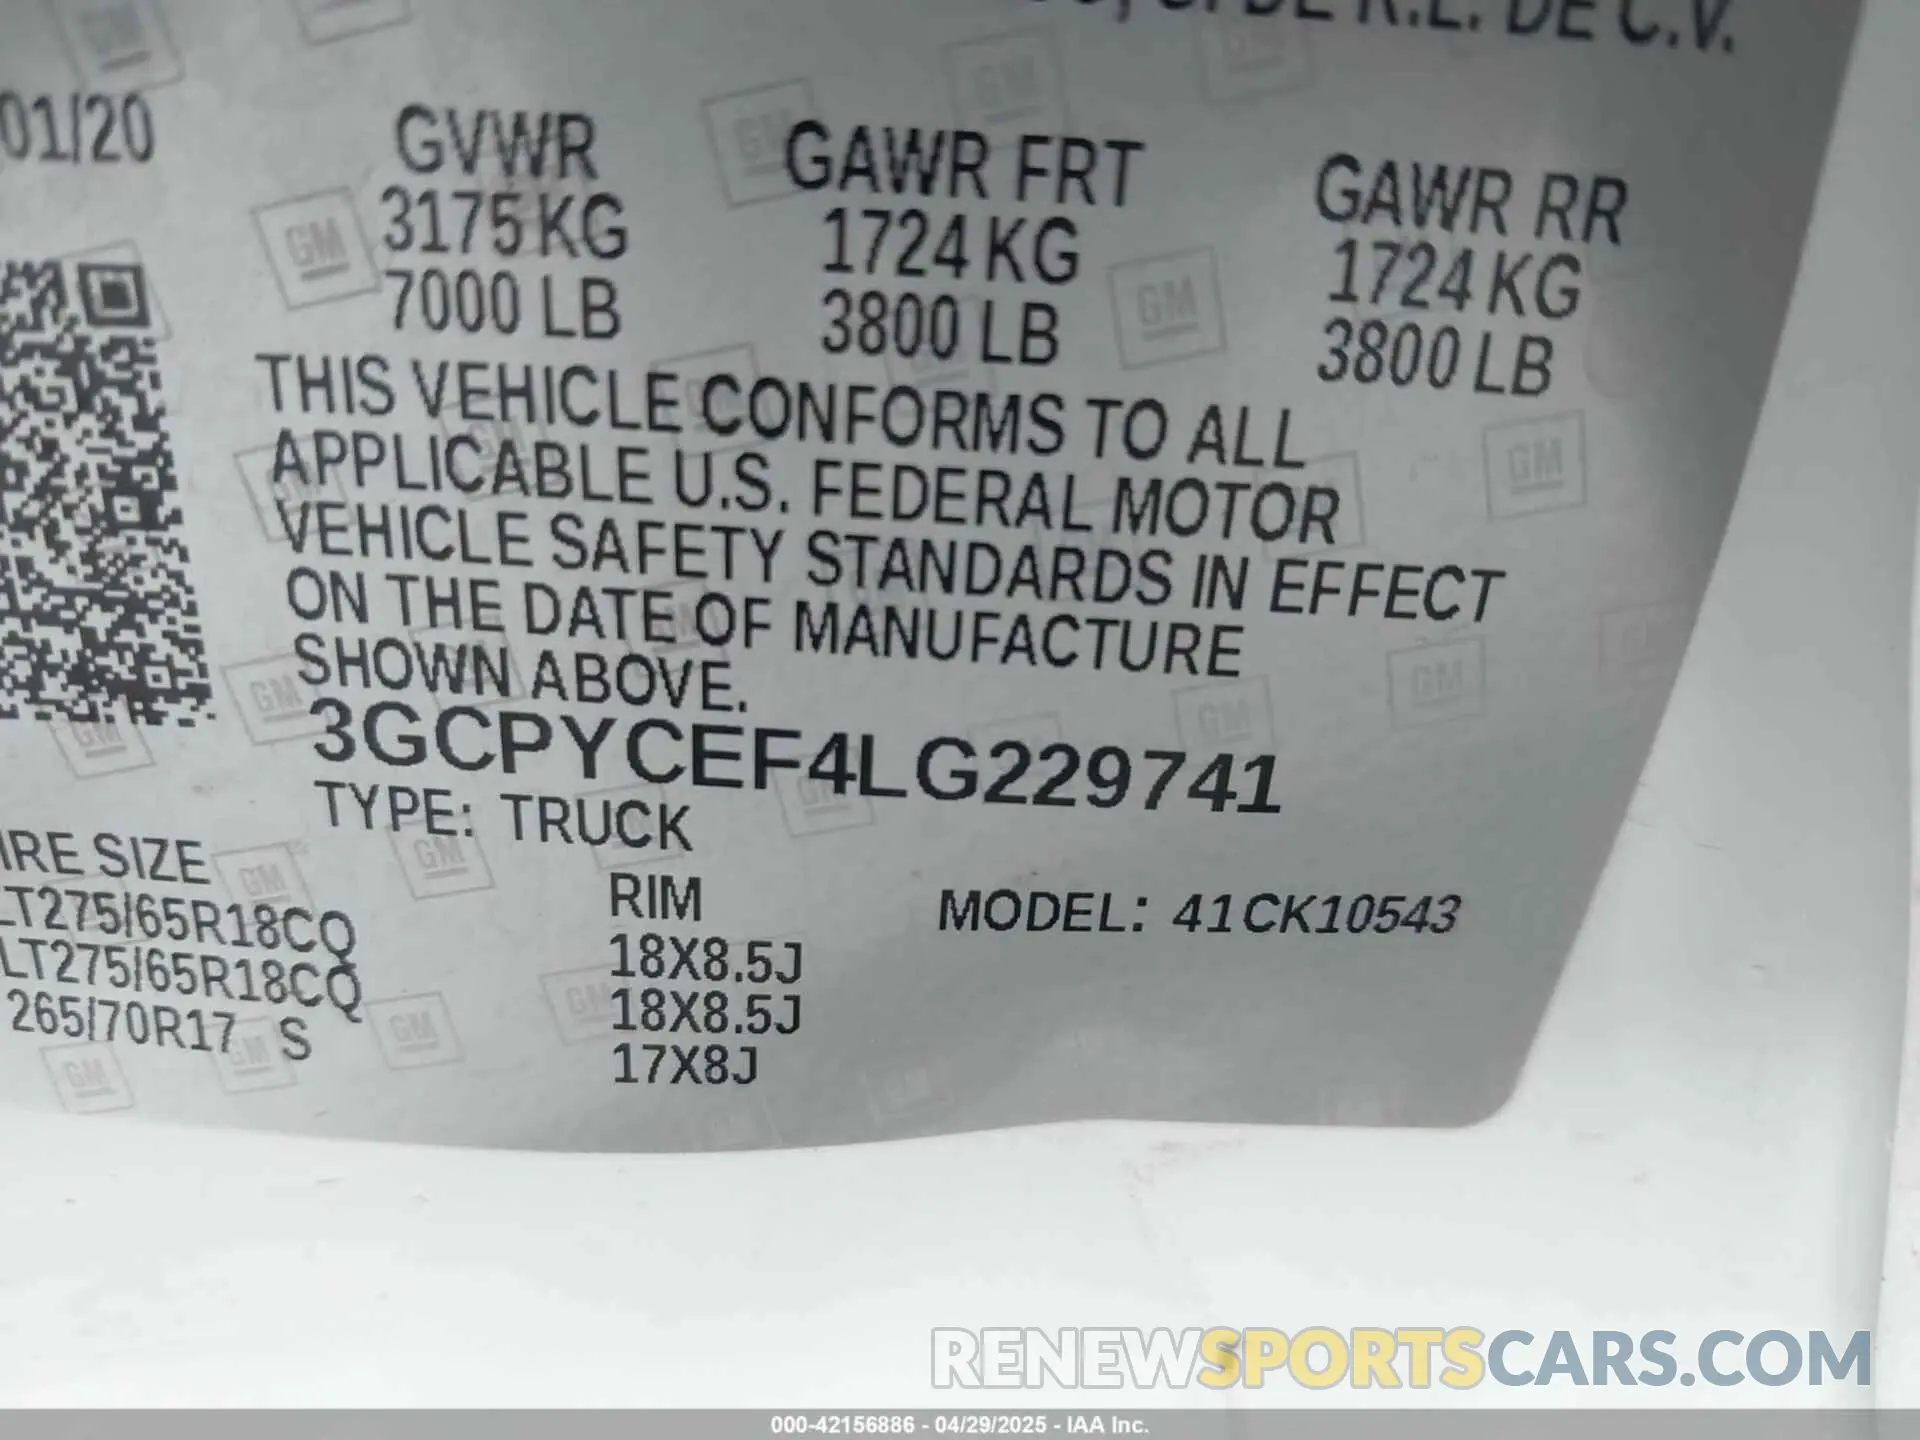 S. DE R.L. DE C.V.
01/20
GVWR
3175 KG
7000 LB
GAWR FRT
1724 KG
3800 LB
GAWR RR
1724 KG
3800 LB
THIS VEHICLE CONFORMS TO ALL
APPLICABLE U.S. FEDERAL MOTOR
VEHICLE SAFETY STANDARDS IN EFFECT
ON THE DATE OF MANUFACTURE
SHOWN ABOVE.
3GCPYCEF4LG229741
TYPE: TRUCK
IRE SIZE
LT275/65R18CQ
LT275/65R18CQ
265/70R17 S
RIM
18X8.5J
18X8.5J
17X8J
MODEL: 41CK10543
RENEWSPORTSCARS.COM
000-42156886 - 04/29/2025 - IAA Inc.